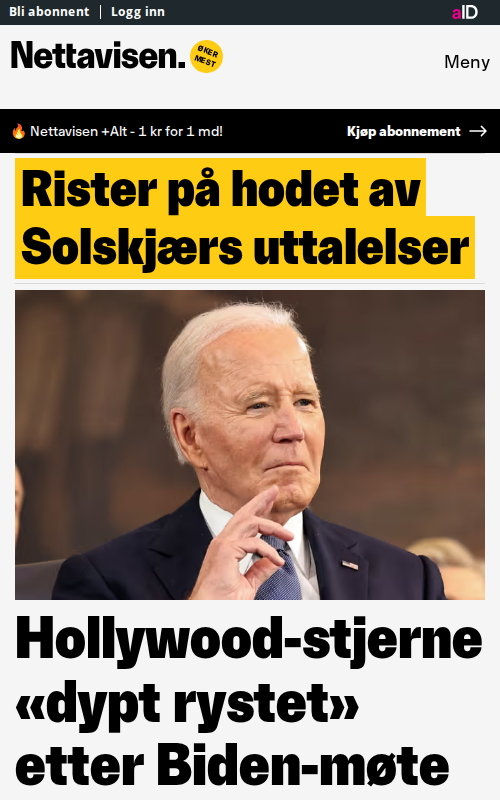 Bli abonnent | Logg inn
aID
Nettavisen.
ØKER
MEST
Meny
🔥 Nettavisen +Alt - 1 kr for 1 md!
Kjøp abonnement →
Rister på hodet av
Solskjærs uttalelser
Hollywood-stjerne
«dypt rystet»
etter Biden-møte